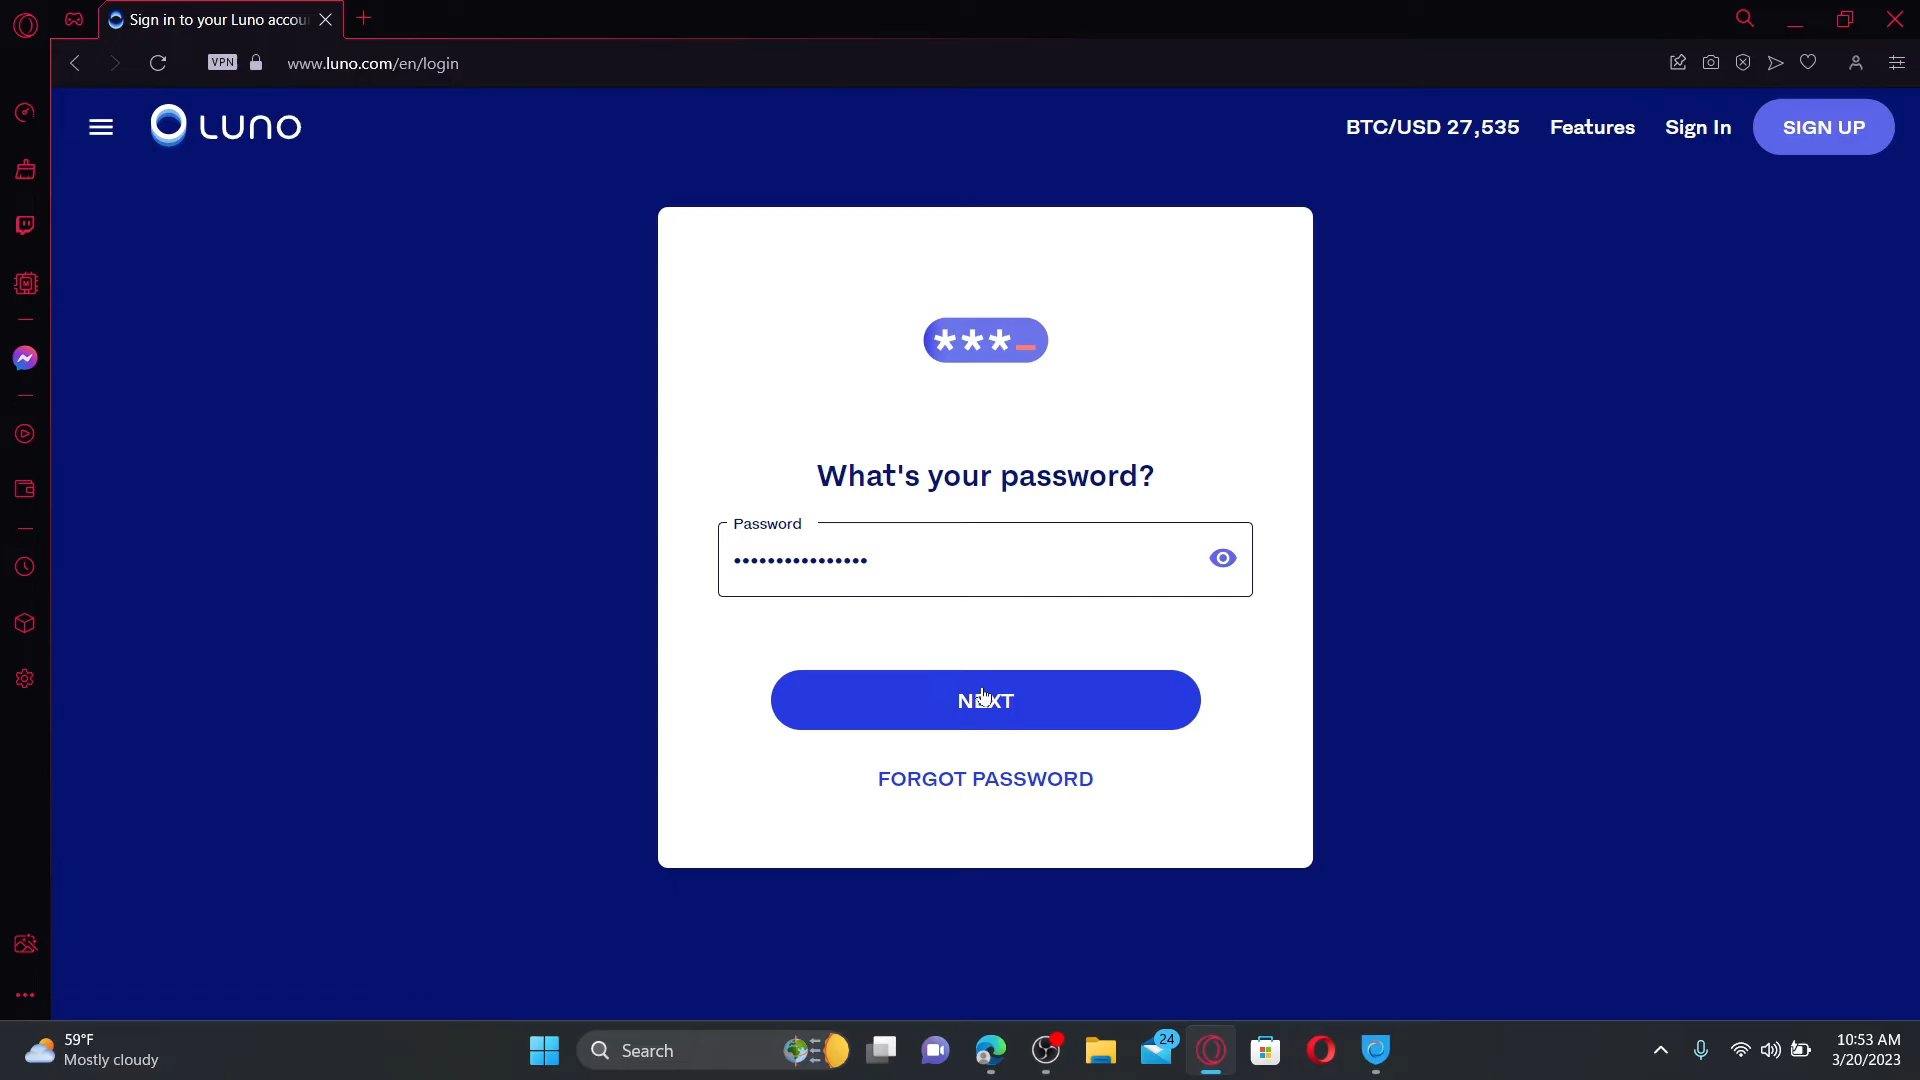 Sign in to your Luno accou
VPN
www.luno.com/en/login
LUNO
BTC/USD 27,535
Features
Sign In
SIGN UP
***_
What's your password?
Password
••••••••••••••••
NEXT
FORGOT PASSWORD
59°F
Mostly cloudy
Search
24
10:53 AM
3/20/2023